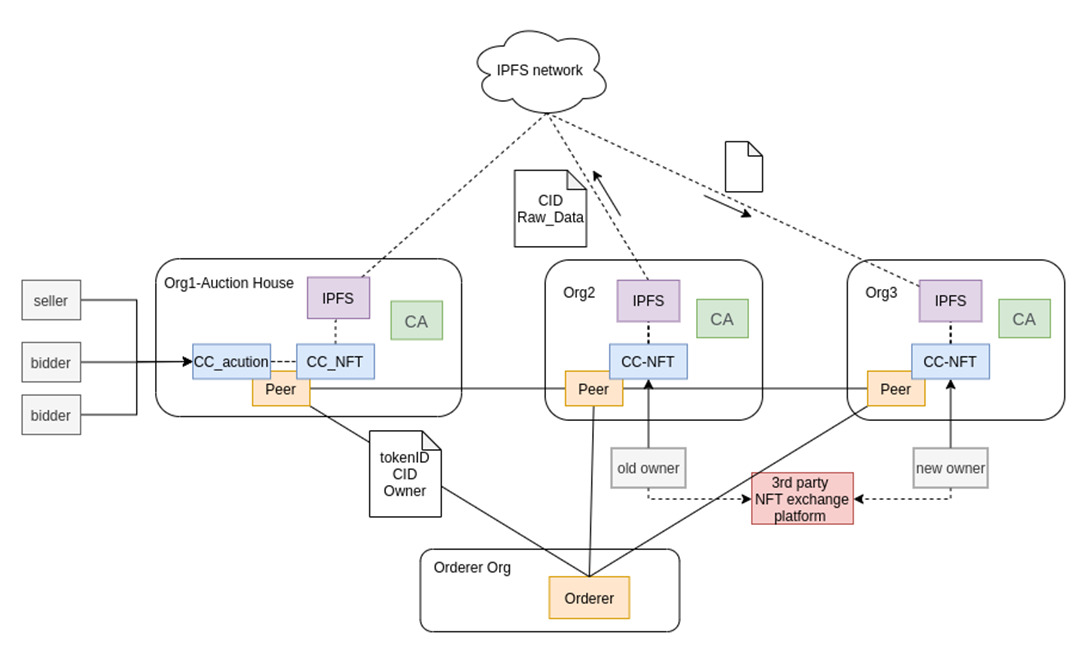 IPFS network
CID
Raw_Data
Org1-Auction House
IPFS
CA
CC_acution
CC_NFT
Peer
seller
bidder
bidder
Org2
IPFS
CA
CC-NFT
Peer
Org3
IPFS
CA
CC-NFT
Peer
tokenID
CID
Owner
old owner
new owner
3rd party
NFT exchange
platform
Orderer Org
Orderer